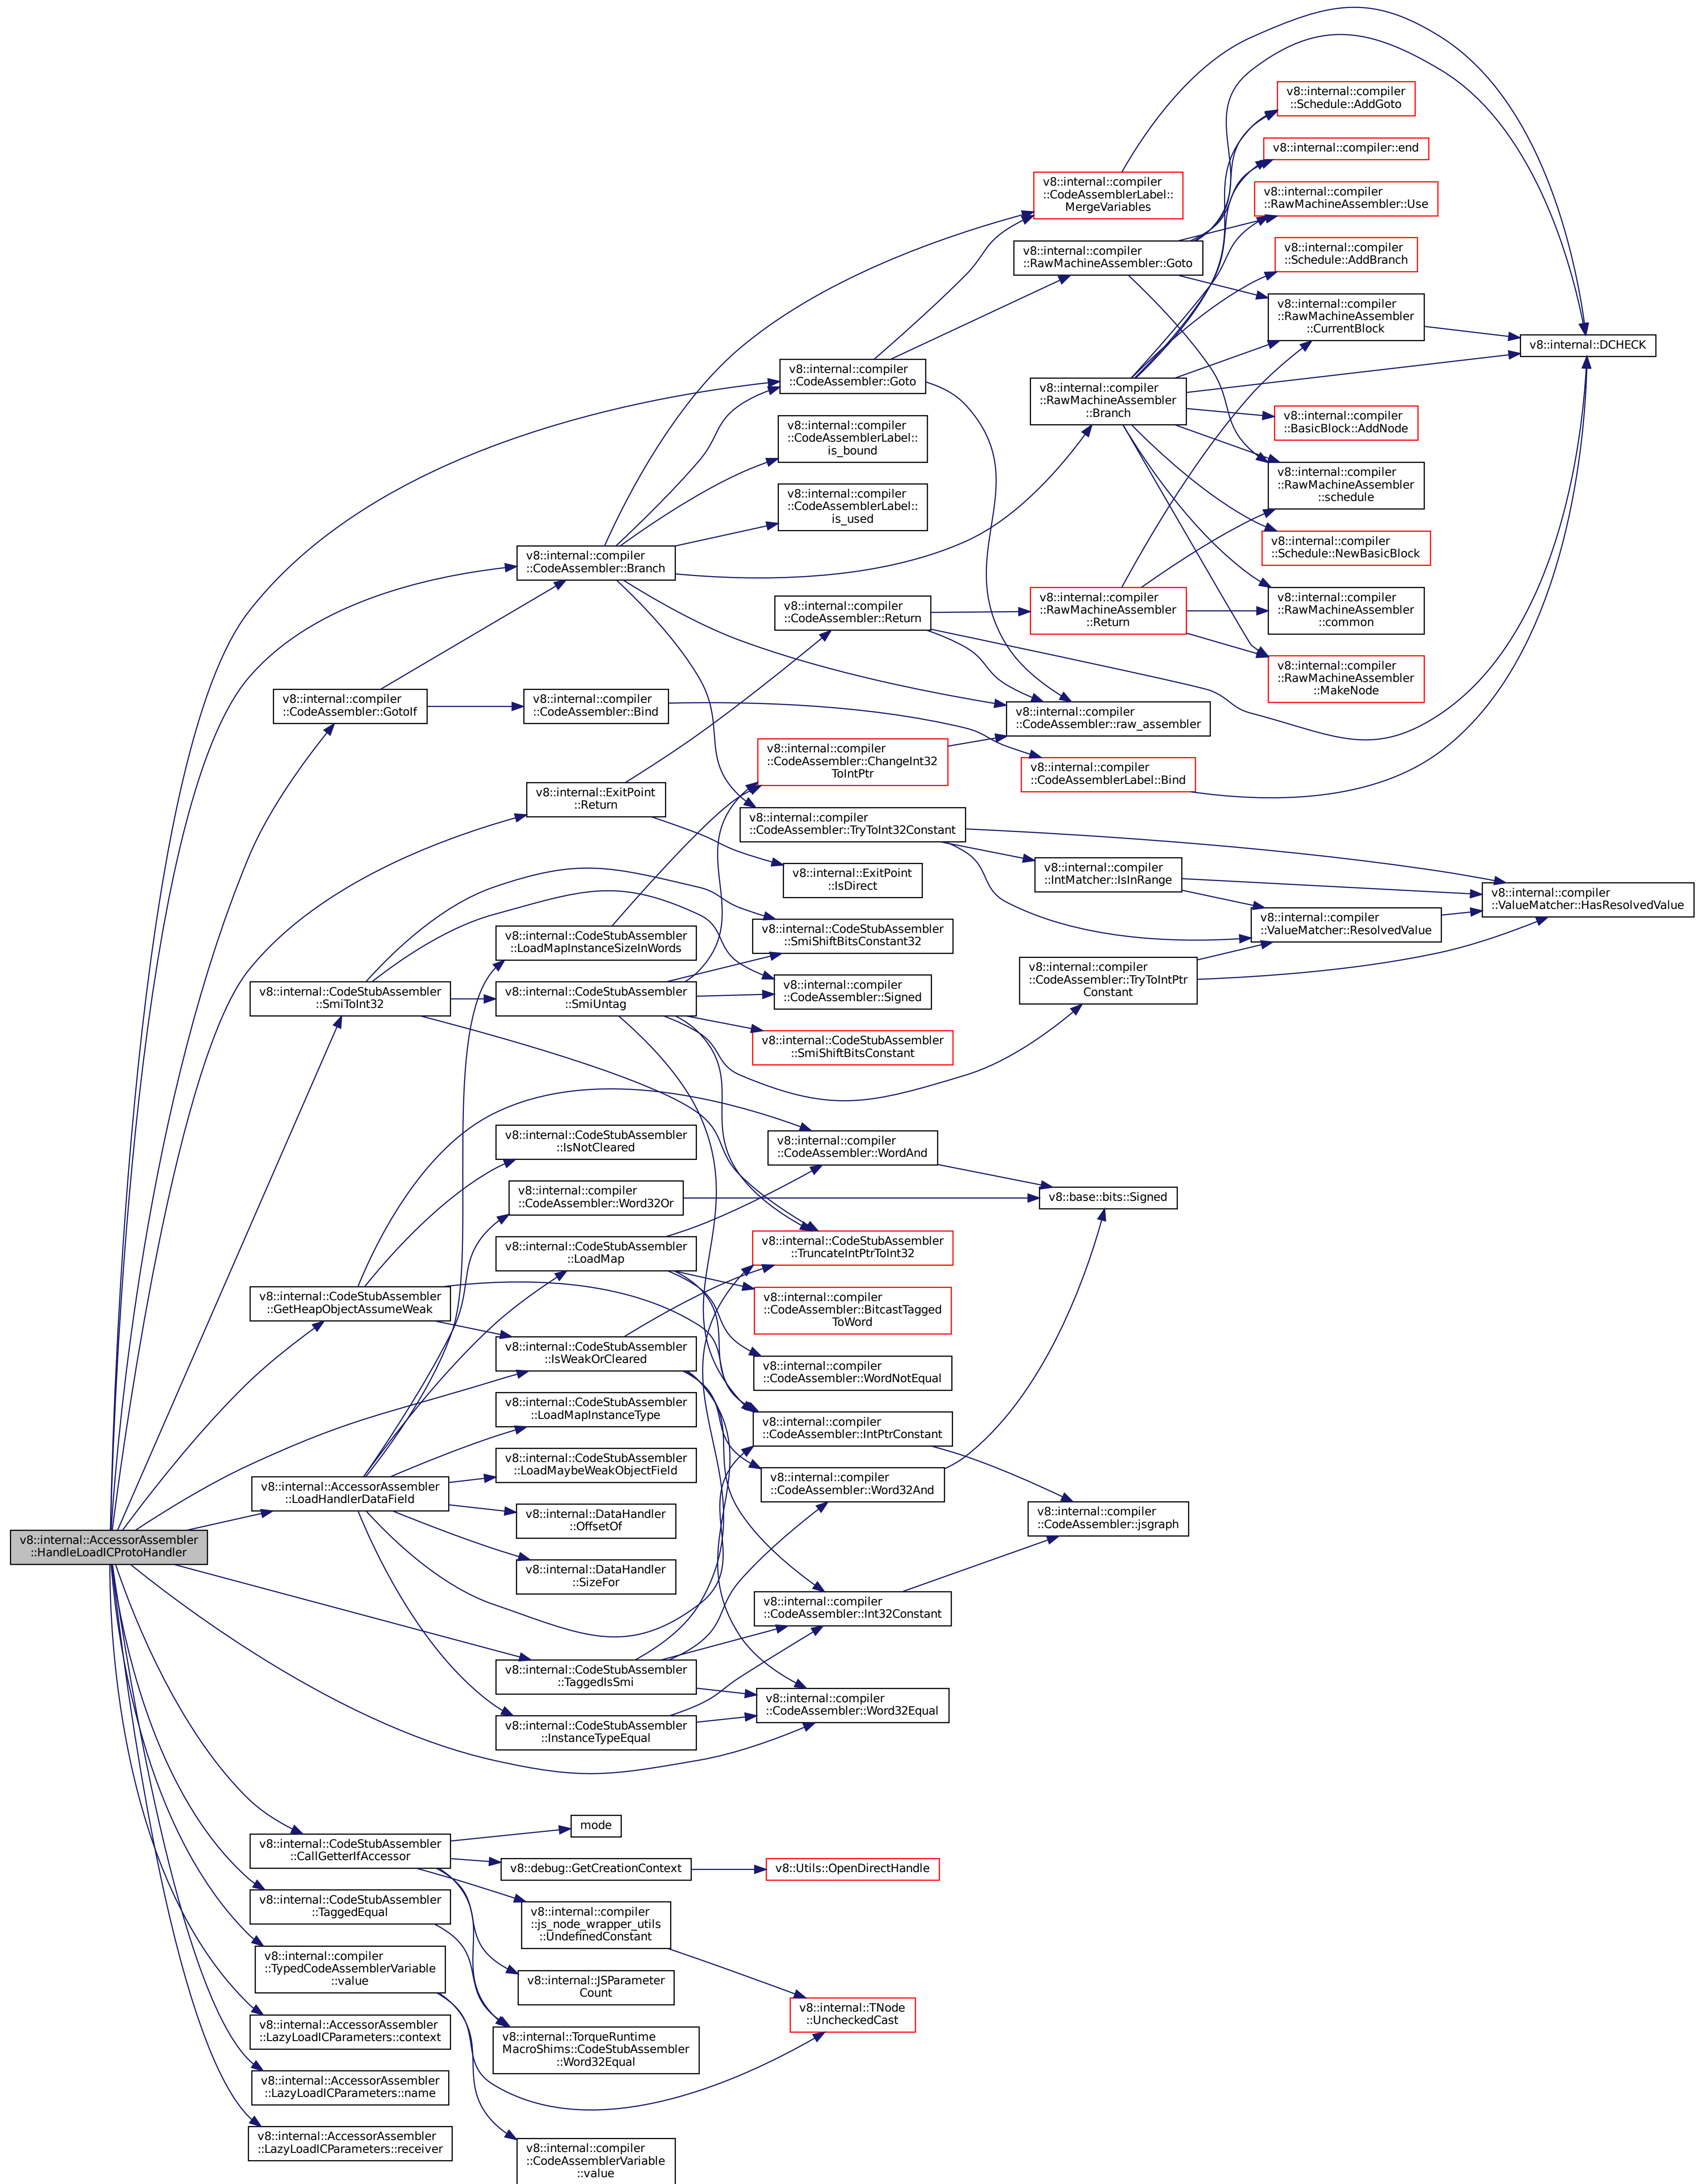 v8::internal::AccessorAssembler
::HandleLoadICProtoHandler
v8::internal::compiler
::CodeAssembler::GotoIf
v8::internal::CodeStubAssembler
::SmiToInt32
v8::internal::CodeStubAssembler
::GetHeapObjectAssumeWeak
v8::internal::AccessorAssembler
::LoadHandlerDataField
v8::internal::CodeStubAssembler
::CallGetterIfAccessor
v8::internal::CodeStubAssembler
::TaggedEqual
v8::internal::compiler
::TypedCodeAssemblerVariable
::value
v8::internal::AccessorAssembler
::LazyLoadICParameters::context
v8::internal::AccessorAssembler
::LazyLoadICParameters::name
v8::internal::AccessorAssembler
::LazyLoadICParameters::receiver
v8::internal::compiler
::CodeAssembler::Branch
v8::internal::compiler
::CodeAssembler::Bind
v8::internal::ExitPoint
::Return
v8::internal::CodeStubAssembler
::LoadMapInstanceSizeInWords
v8::internal::CodeStubAssembler
::SmiUntag
v8::internal::CodeStubAssembler
::IsNotCleared
v8::internal::compiler
::CodeAssembler::Word32Or
v8::internal::CodeStubAssembler
::LoadMap
v8::internal::CodeStubAssembler
::IsWeakOrCleared
v8::internal::CodeStubAssembler
::LoadMapInstanceType
v8::internal::CodeStubAssembler
::LoadMaybeWeakObjectField
v8::internal::DataHandler
::OffsetOf
v8::internal::DataHandler
::SizeFor
v8::internal::CodeStubAssembler
::TaggedIsSmi
v8::internal::CodeStubAssembler
::InstanceTypeEqual
mode
v8::debug::GetCreationContext
v8::internal::compiler
::js_node_wrapper_utils
::UndefinedConstant
v8::internal::JSParameter
Count
v8::internal::TorqueRuntime
MacroShims::CodeStubAssembler
::Word32Equal
v8::internal::compiler
::CodeAssemblerVariable
::value
v8::internal::compiler
::CodeAssembler::Goto
v8::internal::compiler
::CodeAssemblerLabel::
is_bound
v8::internal::compiler
::CodeAssemblerLabel::
is_used
v8::internal::compiler
::CodeAssembler::Return
v8::internal::compiler
::CodeAssembler::ChangeInt32
ToIntPtr
v8::internal::compiler
::CodeAssembler::TryToInt32Constant
v8::internal::ExitPoint
::IsDirect
v8::internal::CodeStubAssembler
::SmiShiftBitsConstant32
v8::internal::compiler
::CodeAssembler::Signed
v8::internal::CodeStubAssembler
::SmiShiftBitsConstant
v8::internal::compiler
::CodeAssembler::WordAnd
v8::internal::CodeStubAssembler
::TruncateIntPtrToInt32
v8::internal::compiler
::CodeAssembler::BitcastTagged
ToWord
v8::internal::compiler
::CodeAssembler::WordNotEqual
v8::internal::compiler
::CodeAssembler::IntPtrConstant
v8::internal::compiler
::CodeAssembler::Word32And
v8::internal::compiler
::CodeAssembler::Int32Constant
v8::internal::compiler
::CodeAssembler::Word32Equal
v8::Utils::OpenDirectHandle
v8::internal::TNode
::UncheckedCast
v8::internal::compiler
::CodeAssemblerLabel::
MergeVariables
v8::internal::compiler
::RawMachineAssembler::Goto
v8::internal::compiler
::RawMachineAssembler
::Branch
v8::internal::compiler
::RawMachineAssembler
::Return
v8::internal::compiler
::CodeAssembler::raw_assembler
v8::internal::compiler
::CodeAssemblerLabel::Bind
v8::internal::compiler
::IntMatcher::IsInRange
v8::internal::compiler
::CodeAssembler::TryToIntPtr
Constant
v8::base::bits::Signed
v8::internal::compiler
::CodeAssembler::jsgraph
v8::internal::compiler
::Schedule::AddGoto
v8::internal::compiler::end
v8::internal::compiler
::RawMachineAssembler::Use
v8::internal::compiler
::Schedule::AddBranch
v8::internal::compiler
::RawMachineAssembler
::CurrentBlock
v8::internal::compiler
::BasicBlock::AddNode
v8::internal::compiler
::RawMachineAssembler
::schedule
v8::internal::compiler
::Schedule::NewBasicBlock
v8::internal::compiler
::RawMachineAssembler
::common
v8::internal::compiler
::RawMachineAssembler
::MakeNode
v8::internal::compiler
::ValueMatcher::ResolvedValue
v8::internal::DCHECK
v8::internal::compiler
::ValueMatcher::HasResolvedValue